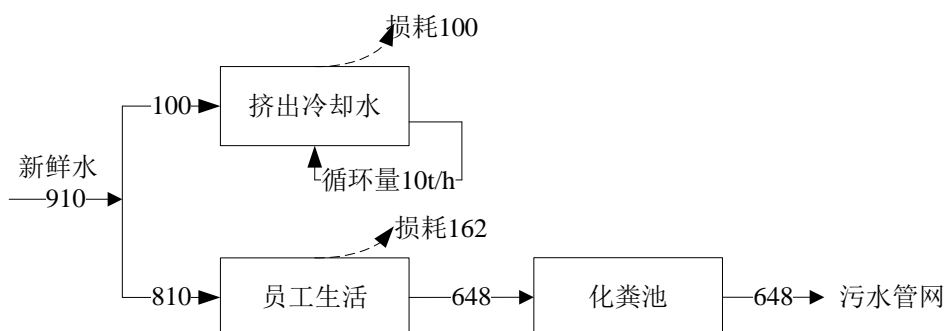 损耗100
100
挤出冷却水
新鲜水
910
循环量10t/h
损耗162
810
员工生活
648
化粪池
648
污水管网